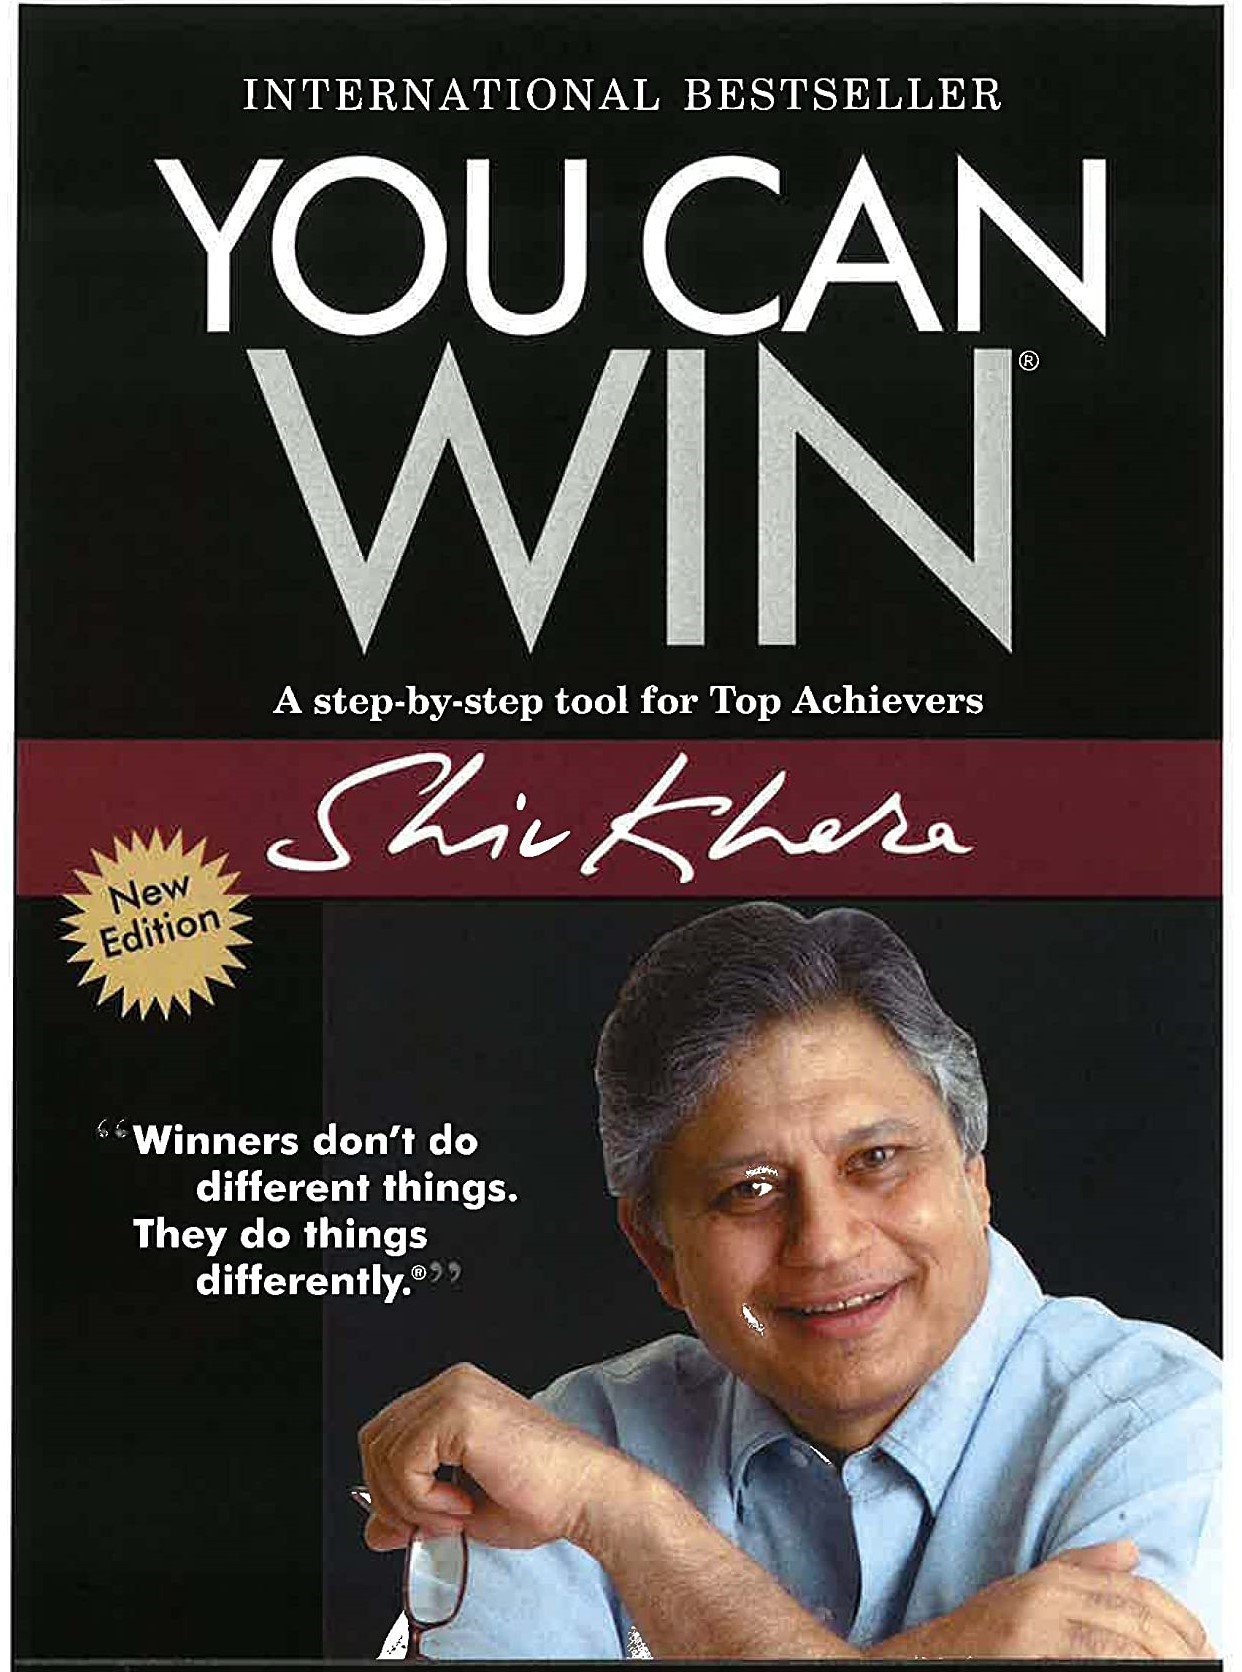 INTERNATIONAL BESTSELLER
YOU CAN
WIN®
A step-by-step tool for Top Achievers
Shiv Khera
New
Edition
“Winners don't do
different things.
They do things
differently.®”